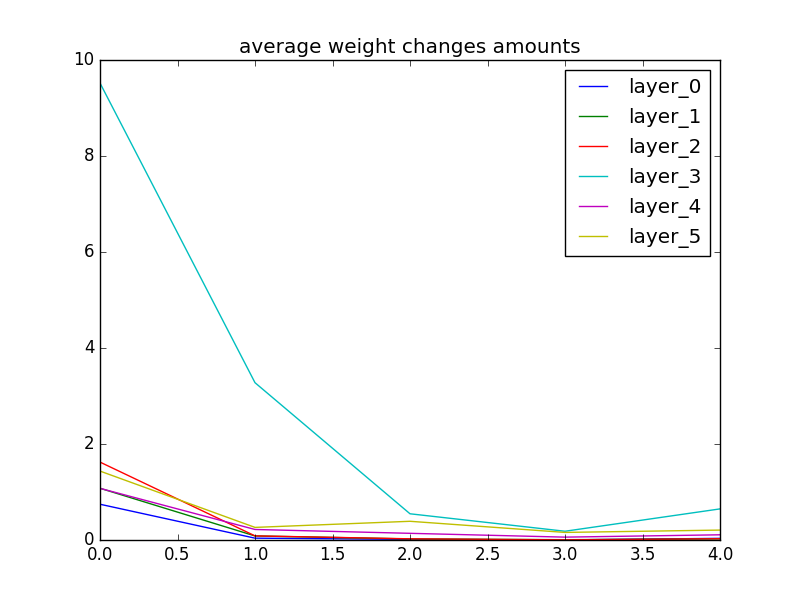 average weight changes amounts
10
8
6
4
2
0
0.0 0.5 1.0 1.5 2.0 2.5 3.0 3.5 4.0
layer_0
layer_1
layer_2
layer_3
layer_4
layer_5